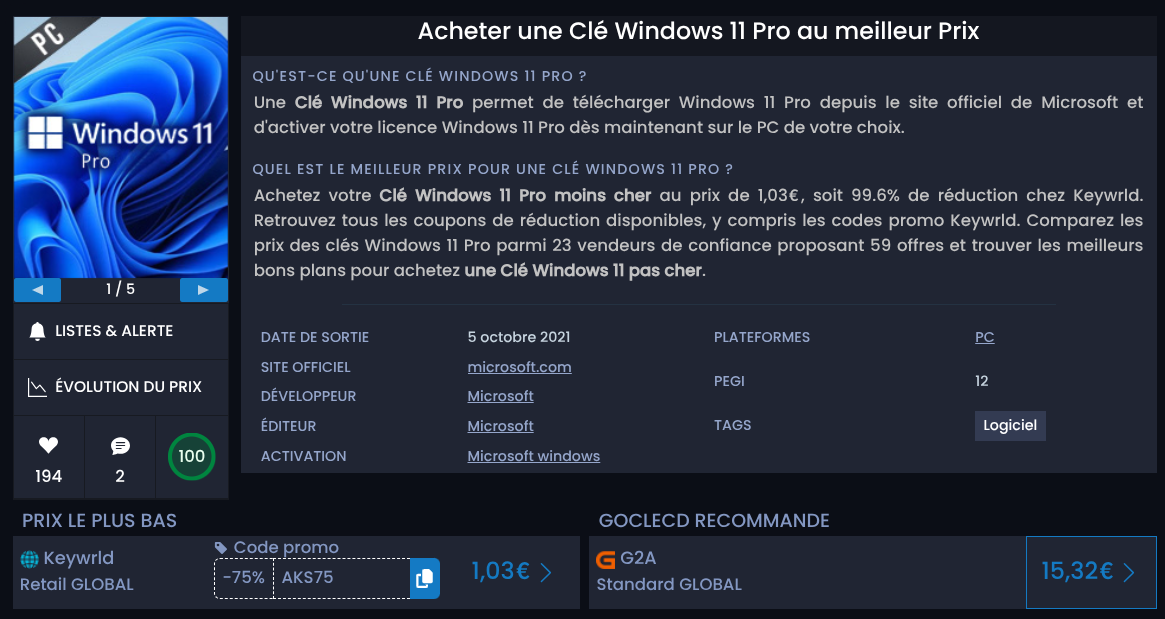 Acheter une Clé Windows 11 Pro au meilleur Prix
PC
Windows 11
Pro
1 / 5
LISTES & ALERTE
ÉVOLUTION DU PRIX
194
2
100
QU'EST-CE QU'UNE CLÉ WINDOWS 11 PRO ?
Une Clé Windows 11 Pro permet de télécharger Windows 11 Pro depuis le site officiel de Microsoft et
d'activer votre licence Windows 11 Pro dès maintenant sur le PC de votre choix.
QUEL EST LE MEILLEUR PRIX POUR UNE CLÉ WINDOWS 11 PRO ?
Achetez votre Clé Windows 11 Pro moins cher au prix de 1,03€, soit 99.6% de réduction chez Keywrld.
Retrouvez tous les coupons de réduction disponibles, y compris les codes promo Keywrld. Comparez les
prix des clés Windows 11 Pro parmi 23 vendeurs de confiance proposant 59 offres et trouver les meilleurs
bons plans pour achetez une Clé Windows 11 pas cher.
DATE DE SORTIE 5 octobre 2021
SITE OFFICIEL microsoft.com
DÉVELOPPEUR Microsoft
ÉDITEUR Microsoft
ACTIVATION Microsoft windows
PLATEFORMES PC
PEGI 12
TAGS Logiciel
PRIX LE PLUS BAS
Keywrld
Retail GLOBAL
Code promo
-75% AKS75
1,03€
GOCLECD RECOMMANDE
G2A
Standard GLOBAL
15,32€